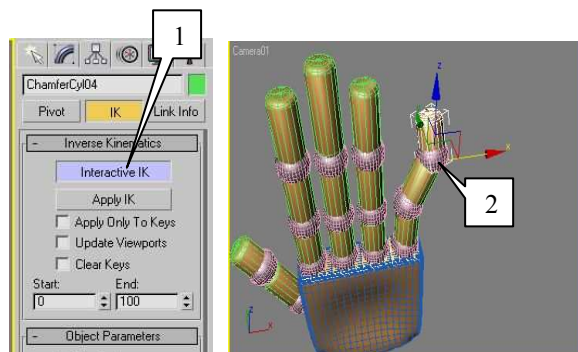 1
ChamferCyl04
Pivot IK Link Info
- Inverse Kinematics
Interactive IK
Apply IK
Apply Only To Keys
Update Viewports
Clear Keys
Start: End:
0 100
- Object Parameters
Camera01
z
x
2
z
x